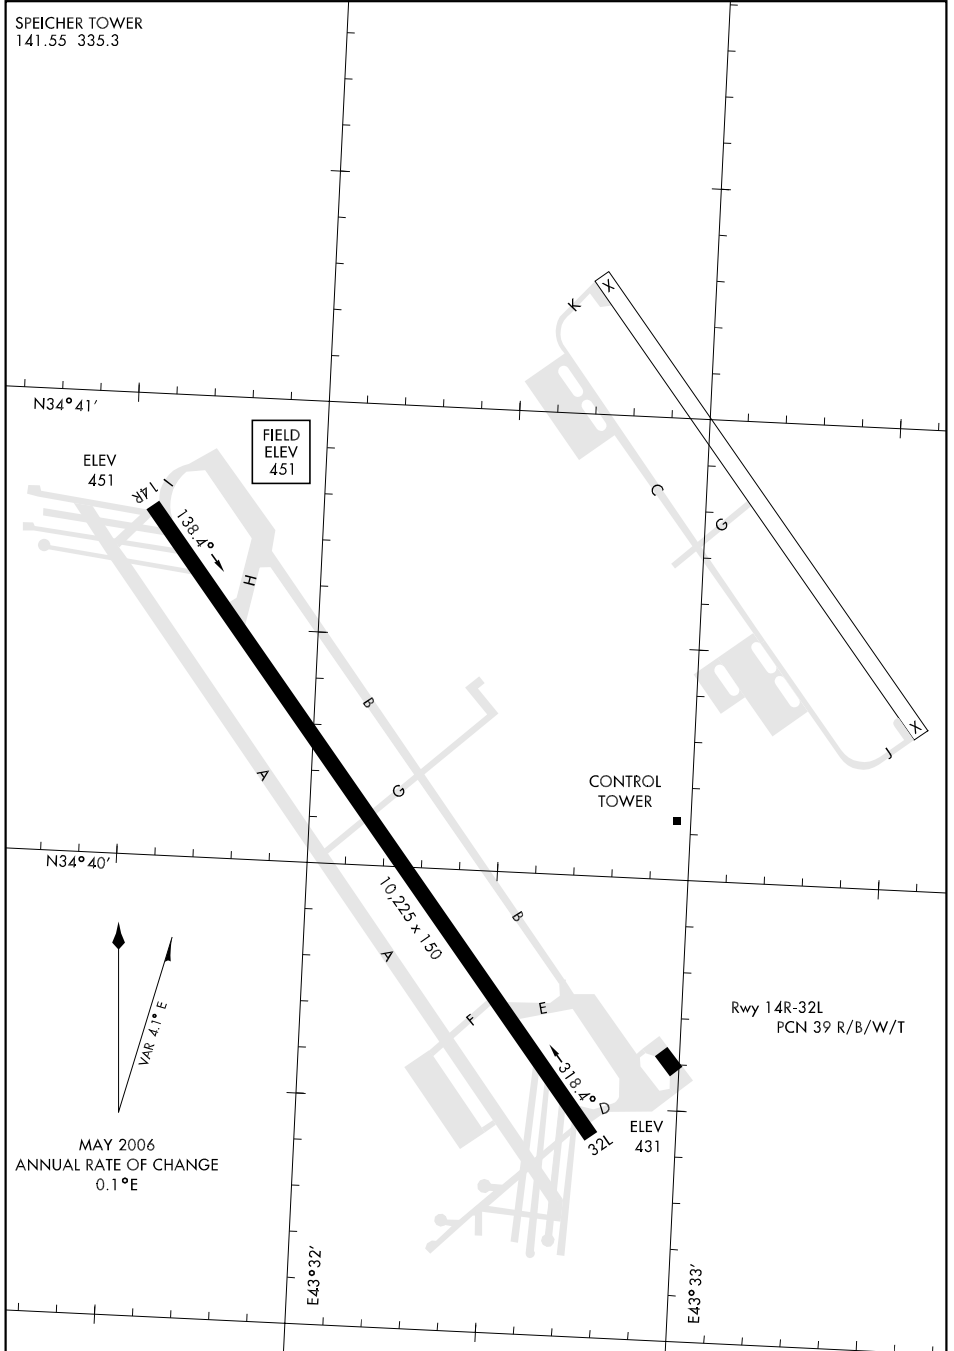 SPEICHER TOWER
141.55 335.3
K
X
N34°41'
FIELD
ELEV
451
ELEV
451
14R
I
138.4°
C
G
H
B
X
J
A
CONTROL
TOWER
G
N34°40'
10,225 x 150
B
A
VAR 4.1° E
E
F
Rwy 14R-32L
PCN 39 R/B/W/T
318.4°
D
32L
ELEV
431
MAY 2006
ANNUAL RATE OF CHANGE
0.1°E
E43°32'
E43°33'